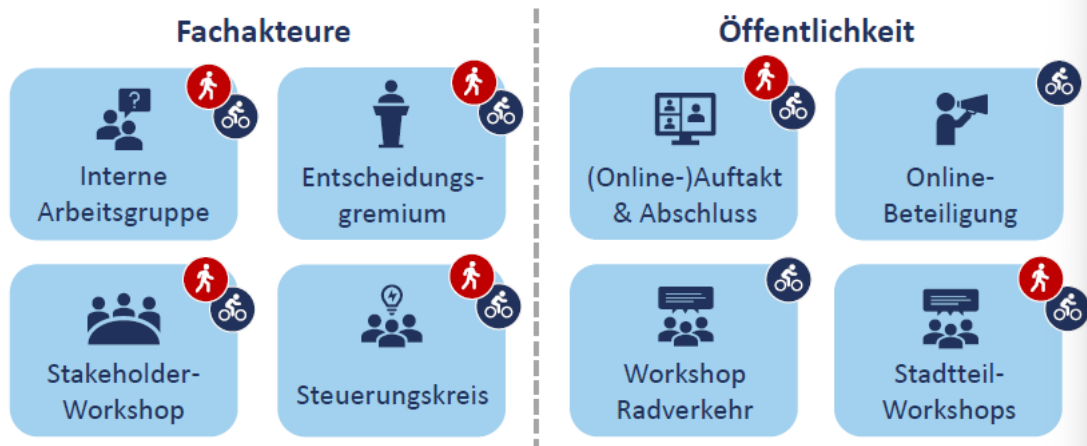 Fachakteure
Öffentlichkeit
?
Interne
Arbeitsgruppe
Entscheidungs-
gremium
(Online-)Auftakt
& Abschluss
Online-
Beteiligung
Stakeholder-
Workshop
Steuerungskreis
Workshop
Radverkehr
Stadtteil-
Workshops